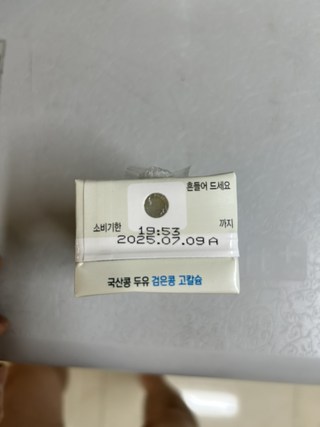 흔들어 드세요
소비기한 19:53 까지
2025.07.09 A
국산콩 두유 검은콩 고칼슘